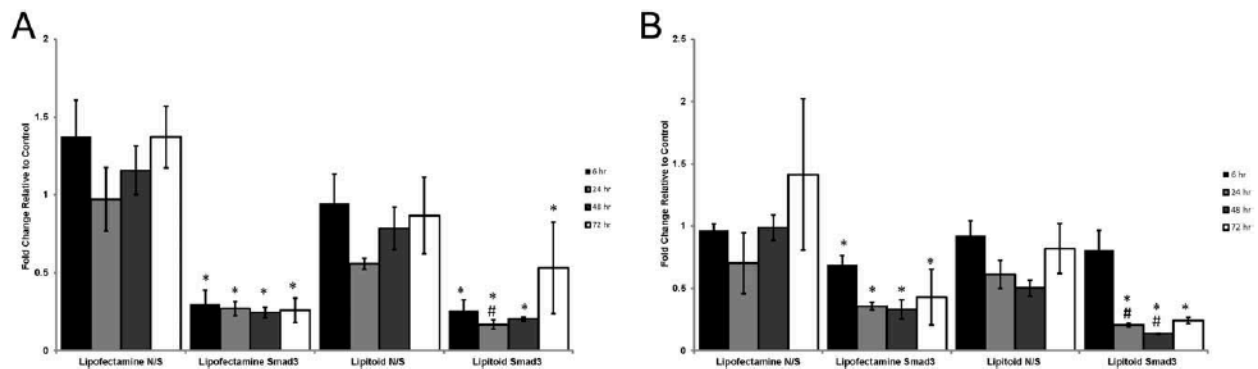 A
2
1.5
1
0.5
0
Fold Change Relative to Control
* * * *
* * # * *
Lipofectamine N/S
Lipofectamine Smad3
Lipitoid N/S
Lipitoid Smad3
6 hr
24 hr
48 hr
72 hr
B
2.5
2
1.5
1
0.5
0
Fold Change Relative to Control
* * * *
* # * # *
Lipofectamine N/S
Lipofectamine Smad3
Lipitoid N/S
Lipitoid Smad3
6 hr
24 hr
48 hr
72 hr